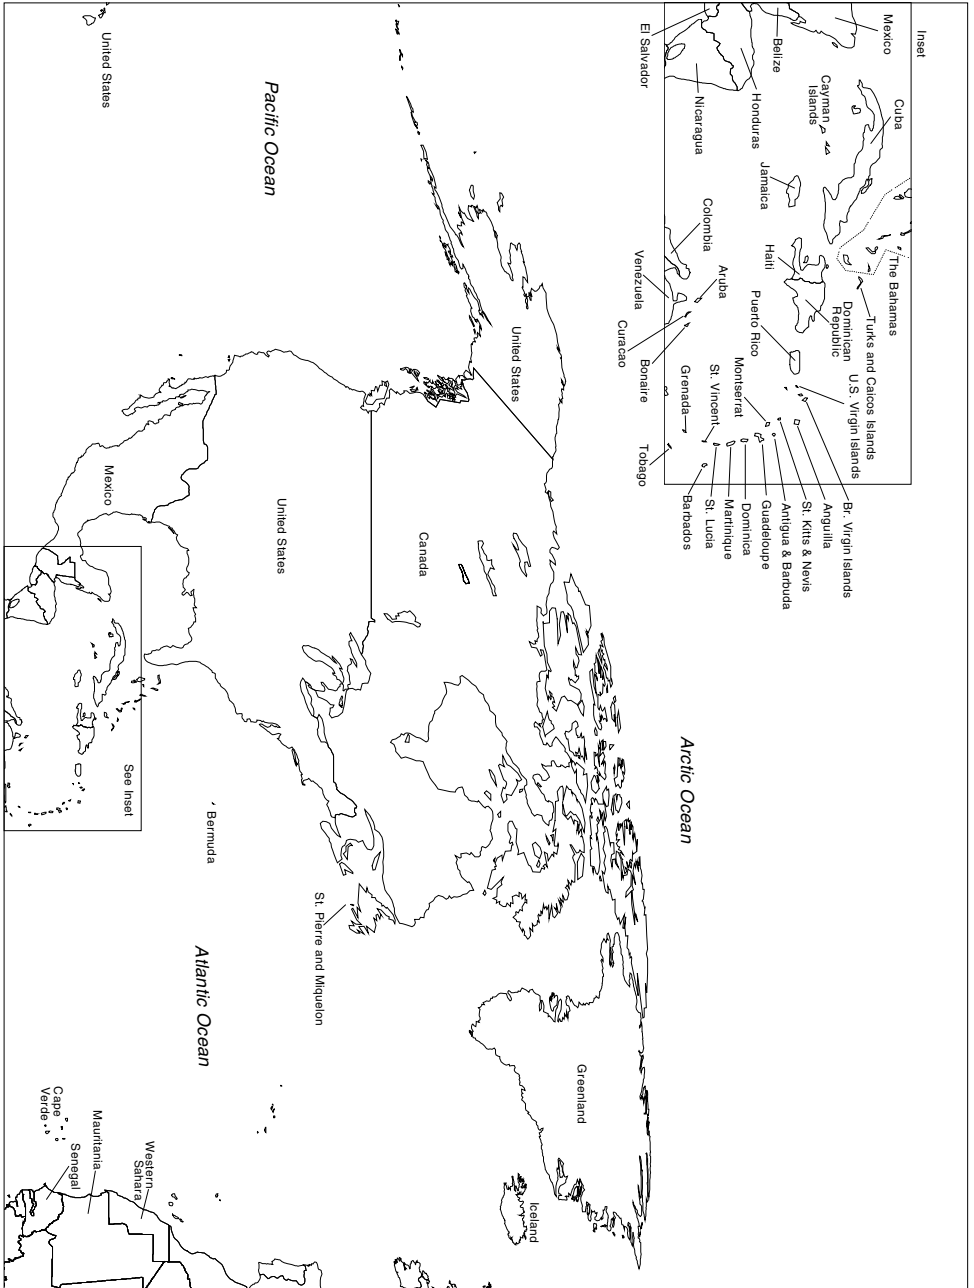 Inset
Mexico
Belize
El Salvador
Honduras
Nicaragua
Cuba
Cayman
Islands
Jamaica
The Bahamas
Turks and Caicos Islands
Haiti
Dominican
Republic
Puerto Rico
U.S. Virgin Islands
Br. Virgin Islands
Anguilla
St. Kitts & Nevis
Antigua & Barbuda
Montserrat
Guadeloupe
Dominica
Martinique
St. Lucia
St. Vincent
Barbados
Grenada
Tobago
Colombia
Venezuela
Aruba
Curacao
Bonaire
Arctic Ocean
Greenland
Iceland
United States
Canada
United States
Mexico
United States
Pacific Ocean
St. Pierre and Miquelon
Bermuda
Atlantic Ocean
See Inset
Western
Sahara
Mauritania
Senegal
Cape
Verde